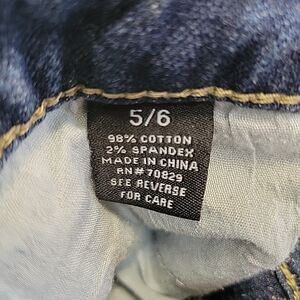 5/6
98% COTTON
2% SPANDEX
MADE IN CHINA
RN#70829
SEE REVERSE
FOR CARE